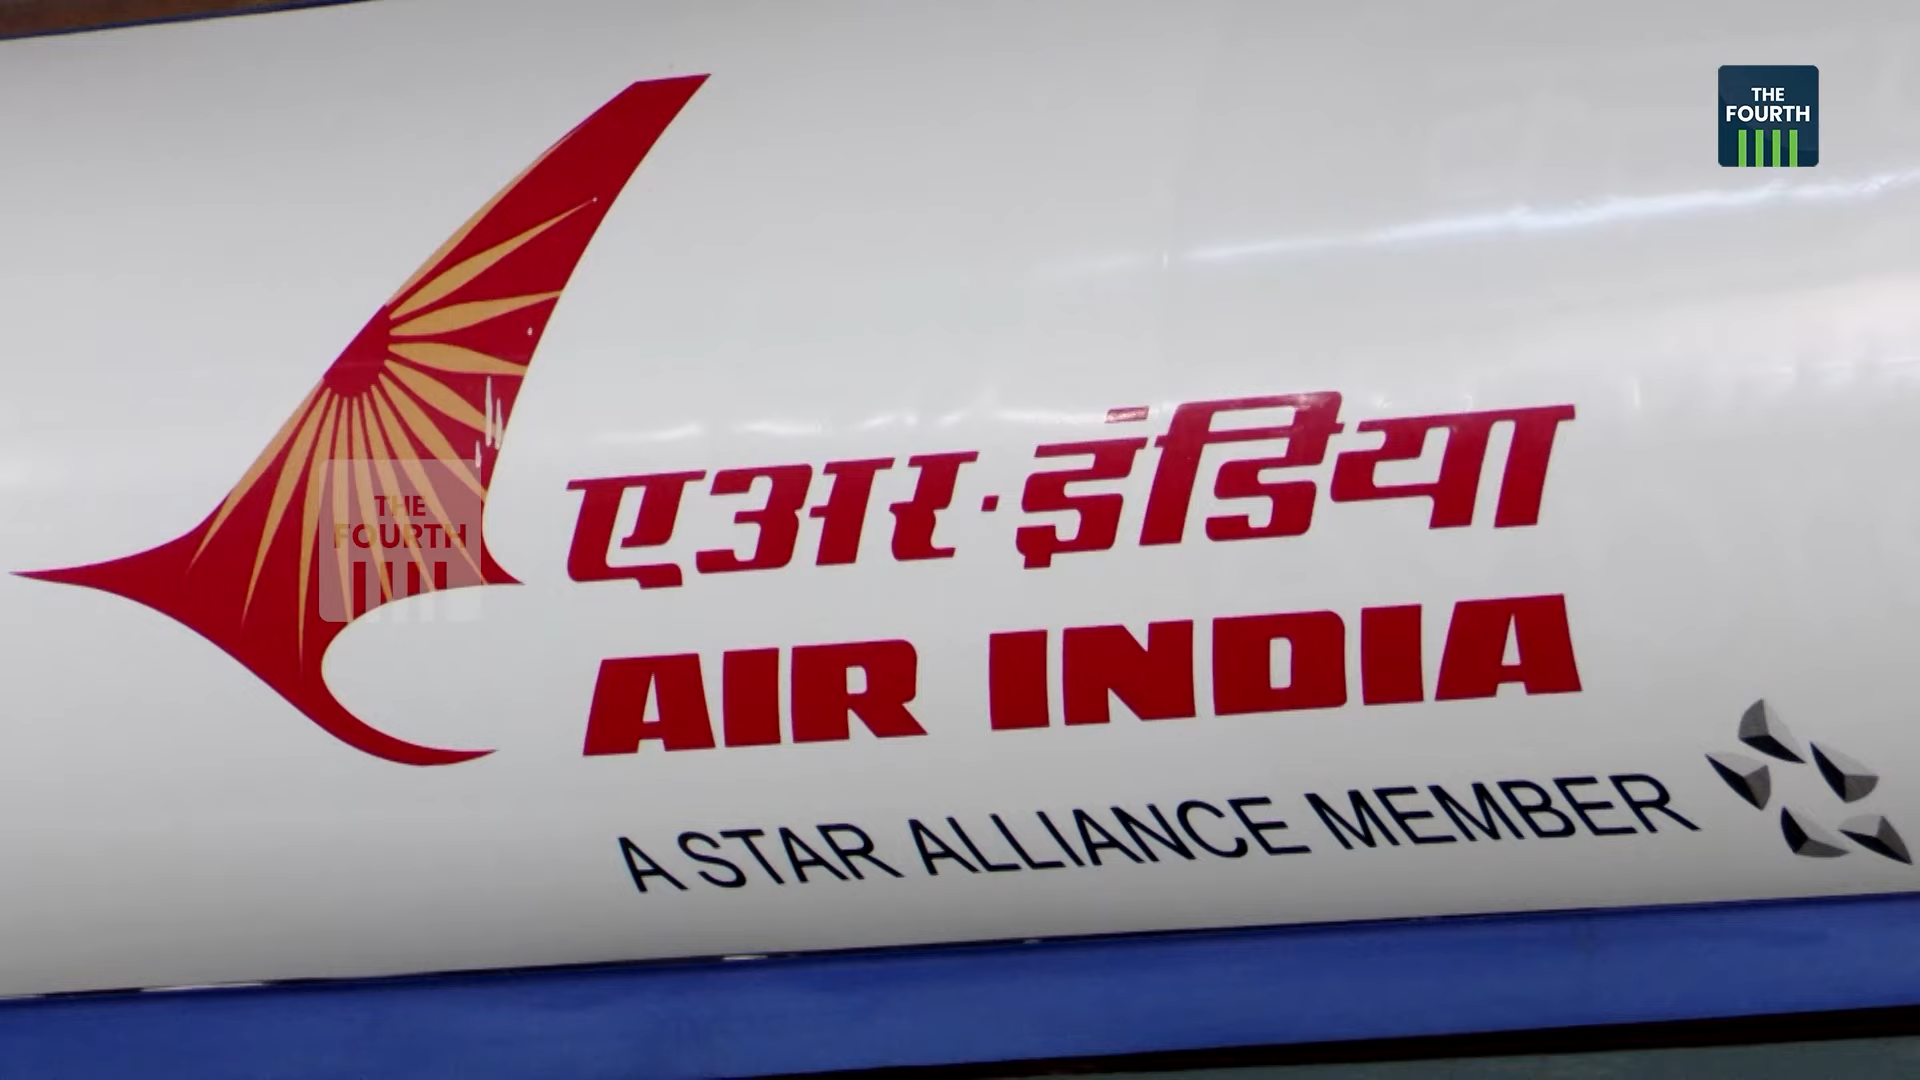 THE
FOURTH
THE
FOURTH
एअर·इंडिया
AIR INDIA
A STAR ALLIANCE MEMBER